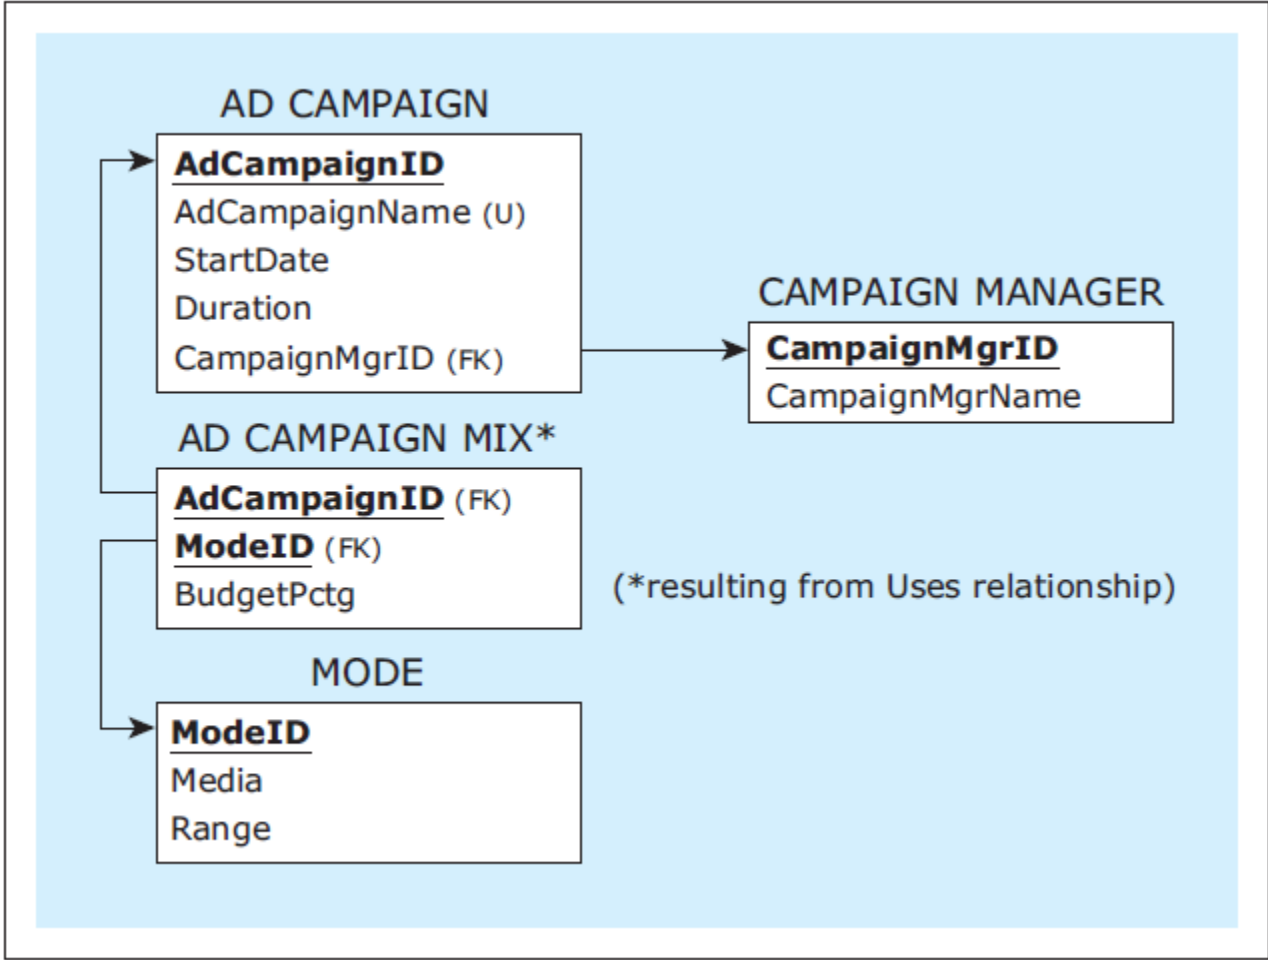 AD CAMPAIGN
AdCampaignID
AdCampaignName (U)
StartDate
Duration
CampaignMgrID (FK)
CAMPAIGN MANAGER
CampaignMgrID
CampaignMgrName
AD CAMPAIGN MIX*
AdCampaignID (FK)
ModeID (FK)
BudgetPctg
(*resulting from Uses relationship)
MODE
ModeID
Media
Range